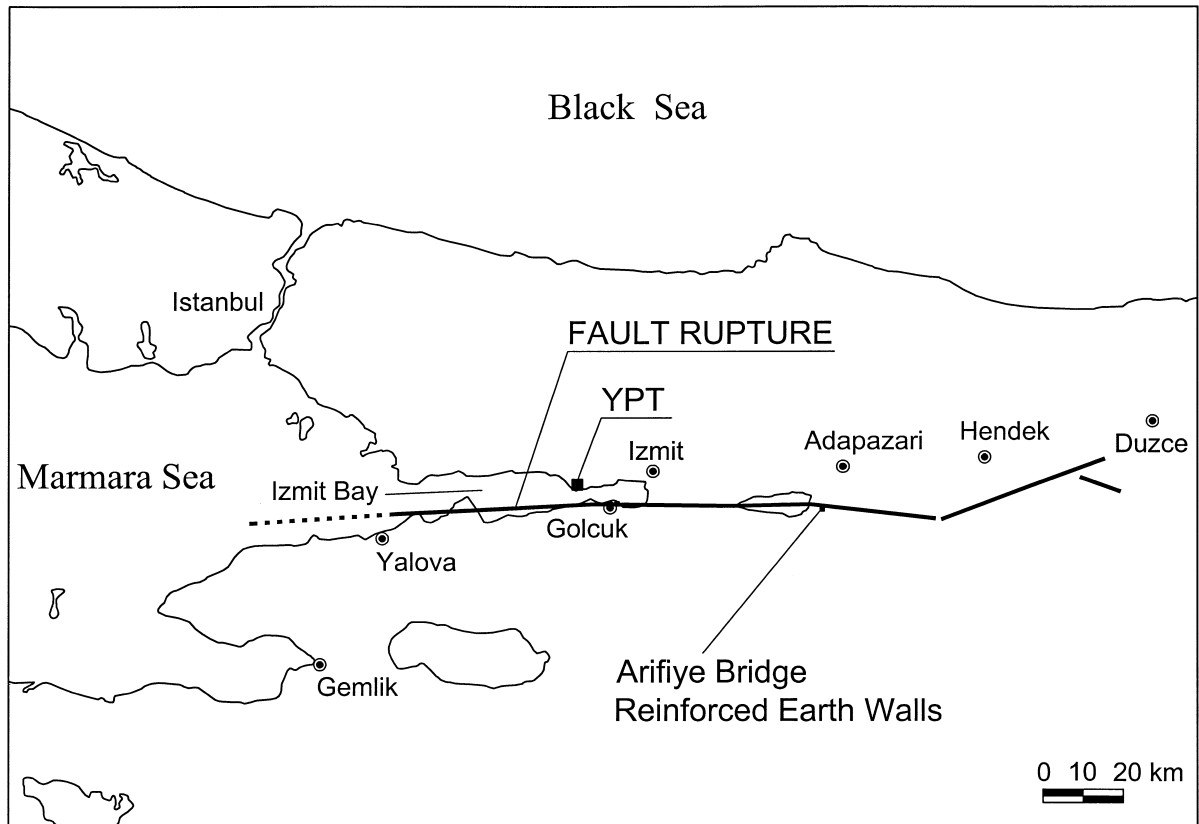 Black Sea
Istanbul
FAULT RUPTURE
YPT
Izmit
Adapazari
Hendek
Duzce
Marmara Sea
Izmit Bay
Golcuk
Yalova
Arifiye Bridge
Reinforced Earth Walls
Gemlik
0 10 20 km